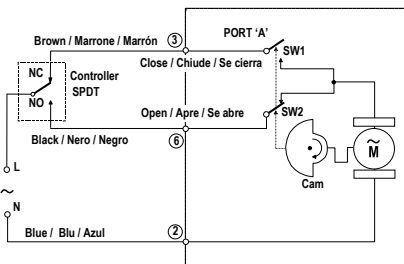 Brown / Marrone / Marrón
3
PORT ‘A’
SW1
Close / Chiude / Se cierra
NC
Controller
SPDT
NO
Open / Apre / Se abre
SW2
Black / Nero / Negro
6
L
~
M
~
N
Cam
Blue / Blu / Azul
2